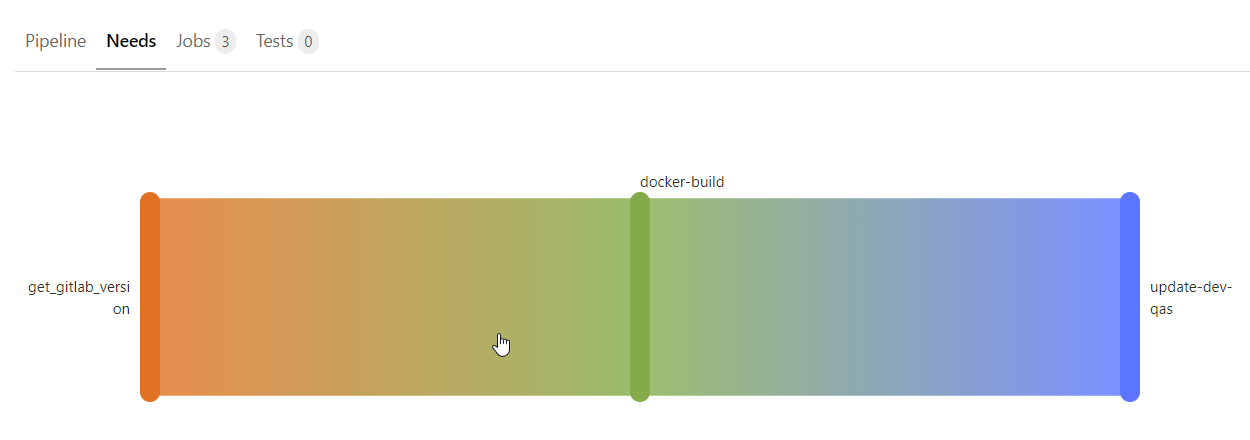 Pipeline Needs Jobs 3 Tests 0
docker-build
get_gitlab_versi
on
update-dev-
qas